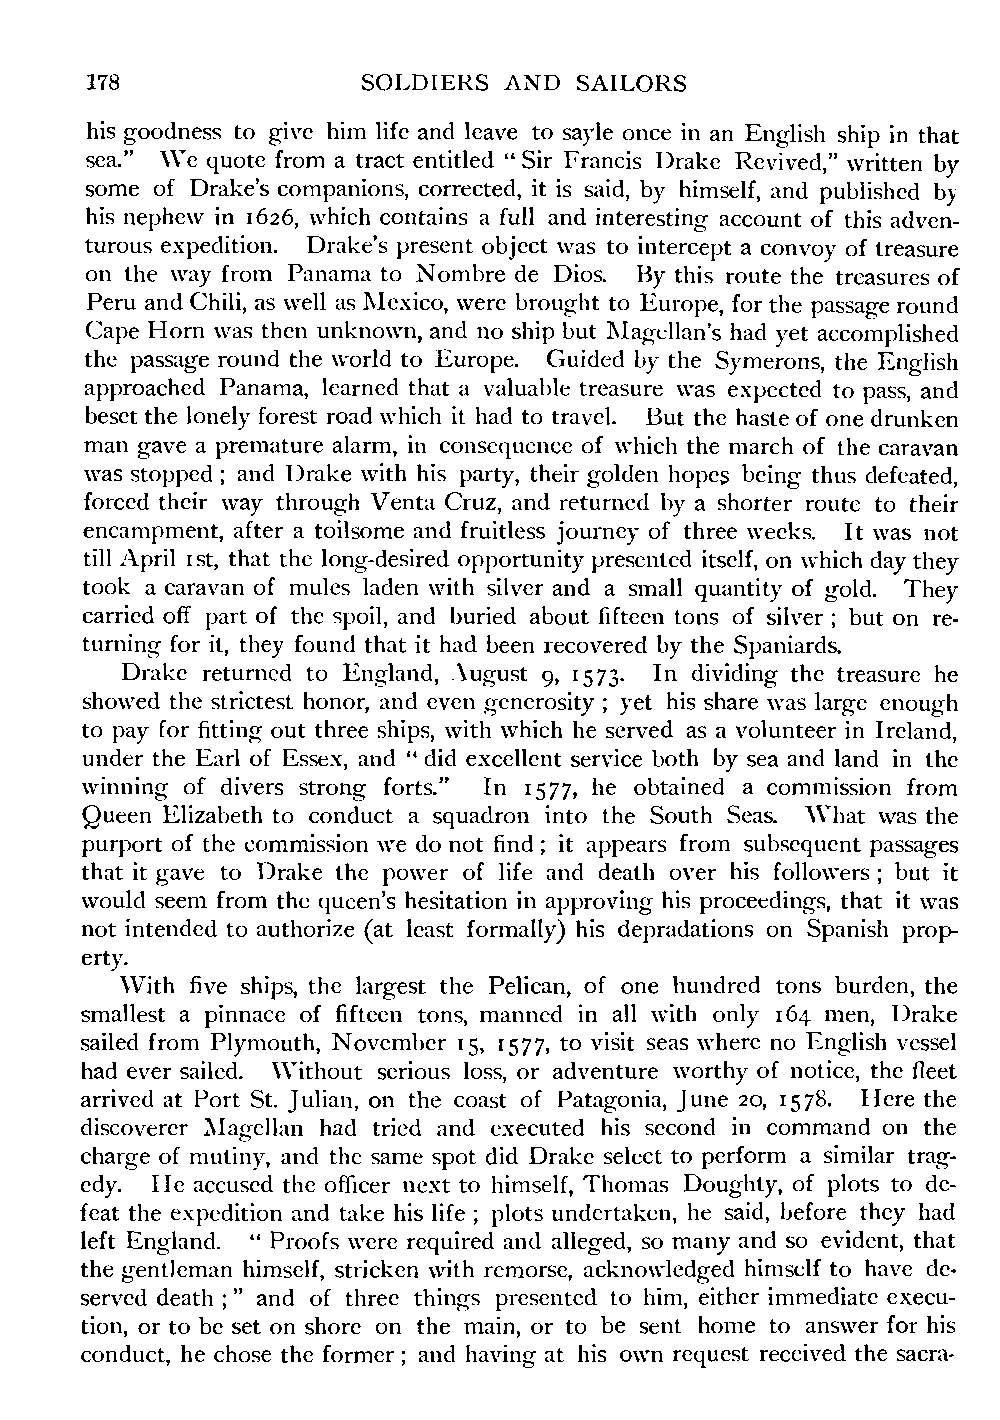 178 SOLDIERS AND SAILORS
his goodness to give him life and leave to sayle once in an English ship in that
sea.” We quote from a tract entitled “ Sir Francis Drake Revived,” written by
some of Drake’s companions, corrected, it is said, by himself, and published by
his nephew in 1626, which contains a full and interesting account of this adven-
turous expedition. Drake’s present object was to intercept a convoy of treasure
on the way from Panama to Nombre de Dios. By this route the treasures of
Peru and Chili, as well as Mexico, were brought to Europe, for the passage round
Cape Horn was then unknown, and no ship but Magellan’s had yet accomplished
the passage round the world to Europe. Guided by the Symerons, the English
approached Panama, learned that a valuable treasure was expected to pass, and
beset the lonely forest road which it had to travel. But the haste of one drunken
man gave a premature alarm, in consequence of which the march of the caravan
was stopped ; and Drake with his party, their golden hopes being thus defeated,
forced their way through Venta Cruz, and returned by a shorter route to their
encampment, after a toilsome and fruitless journey of three weeks. It was not
till April 1st, that the long-desired opportunity presented itself, on which day they
took a caravan of mules laden with silver and a small quantity of gold. They
carried off part of the spoil, and buried about fifteen tons of silver ; but on re-
turning for it, they found that it had been recovered by the Spaniards.
Drake returned to England, August 9, 1573. In dividing the treasure he
showed the strictest honor, and even generosity ; yet his share was large enough
to pay for fitting out three ships, with which he served as a volunteer in Ireland,
under the Earl of Essex, and “ did excellent service both by sea and land in the
winning of divers strong forts.” In 1577, he obtained a commission from
Queen Elizabeth to conduct a squadron into the South Seas. What was the
purport of the commission we do not find ; it appears from subsequent passages
that it gave to Drake the power of life and death over his followers ; but it
would seem from the queen’s hesitation in approving his proceedings, that it was
not intended to authorize (at least formally) his depradations on Spanish prop-
erty.
With five ships, the largest the Pelican, of one hundred tons burden, the
smallest a pinnace of fifteen tons, manned in all with only 164 men, Drake
sailed from Plymouth, November 15, 1577, to visit seas where no English vessel
had ever sailed. Without serious loss, or adventure worthy of notice, the fleet
arrived at Port St. Julian, on the coast of Patagonia, June 20, 1578. Here the
discoverer Magellan had tried and executed his second in command on the
charge of mutiny, and the same spot did Drake select to perform a similar trag-
edy. He accused the officer next to himself, Thomas Doughty, of plots to de-
feat the expedition and take his life ; plots undertaken, he said, before they had
left England. “ Proofs were required and alleged, so many and so evident, that
the gentleman himself, stricken with remorse, acknowledged himself to have de-
served death ; ” and of three things presented to him, either immediate execu-
tion, or to be set on shore on the main, or to be sent home to answer for his
conduct, he chose the former ; and having at his own request received the sacra-